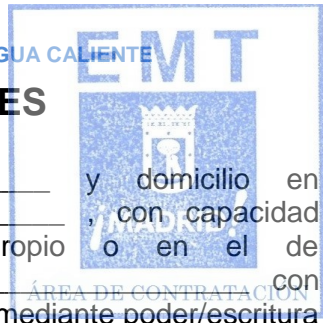 GUA CALIENTE
EMT
ES
y domicilio en
, con capacidad
¡MADRID!
ropio o en el de
con
ÁREA DE CONTRATACIÓN
mediante poder/escritura